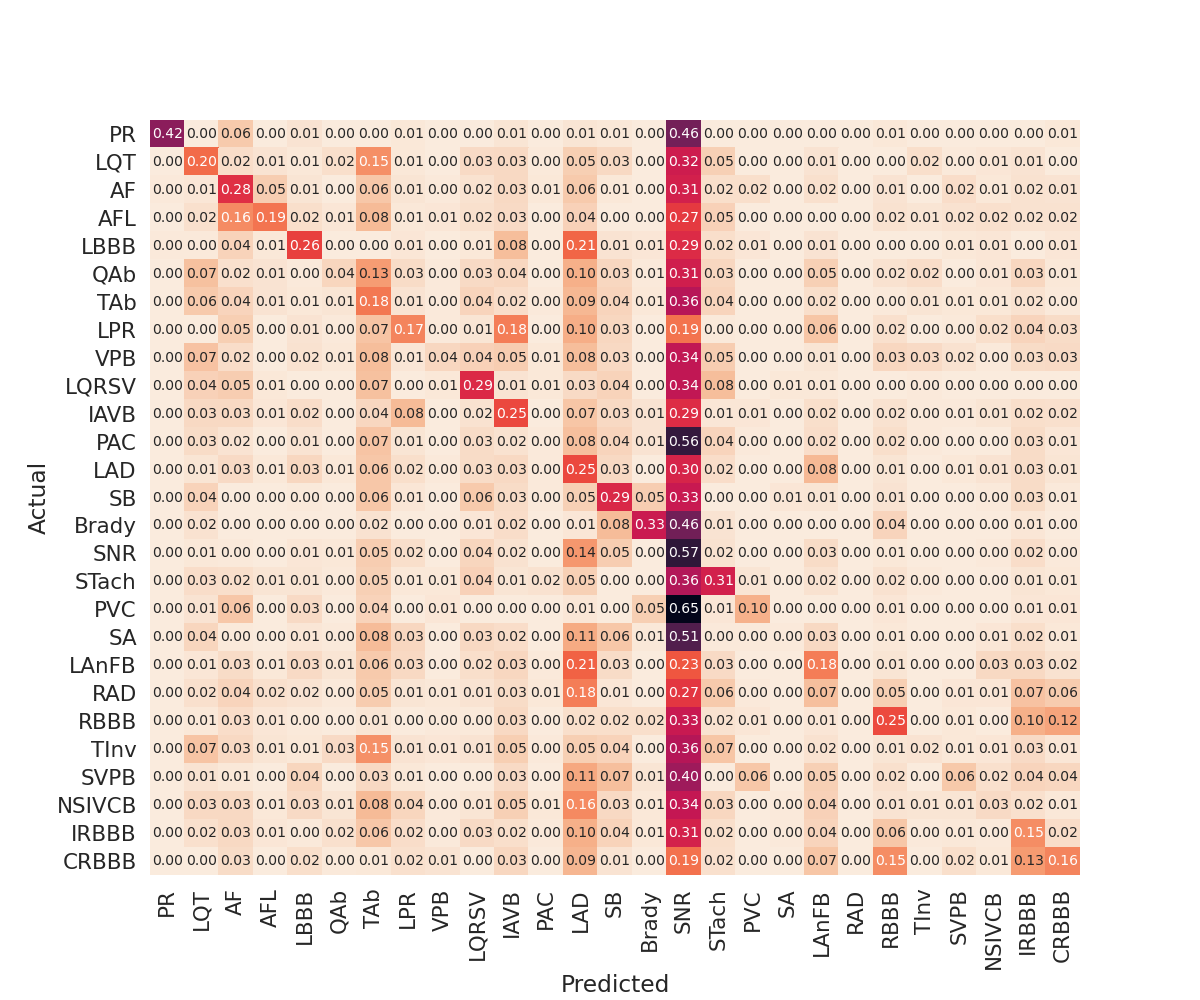 PR 0.42 0.00 0.06 0.00 0.01 0.00 0.00 0.01 0.00 0.00 0.01 0.00 0.01 0.01 0.00 0.46 0.00 0.00 0.00 0.00 0.00 0.01 0.00 0.00 0.00 0.00 0.01
LQT 0.00 0.20 0.02 0.01 0.01 0.02 0.15 0.01 0.00 0.03 0.03 0.00 0.05 0.03 0.00 0.32 0.05 0.00 0.00 0.01 0.00 0.00 0.02 0.00 0.01 0.01 0.00
AF 0.00 0.01 0.28 0.05 0.01 0.00 0.06 0.01 0.00 0.02 0.03 0.01 0.06 0.01 0.00 0.31 0.02 0.02 0.00 0.02 0.00 0.01 0.00 0.02 0.01 0.02 0.01
AFL 0.00 0.02 0.16 0.19 0.02 0.01 0.08 0.01 0.01 0.02 0.03 0.00 0.04 0.00 0.00 0.27 0.05 0.00 0.00 0.00 0.00 0.02 0.01 0.02 0.02 0.02 0.02
LBBB 0.00 0.00 0.04 0.01 0.26 0.00 0.00 0.01 0.00 0.01 0.08 0.00 0.21 0.01 0.01 0.29 0.02 0.01 0.00 0.01 0.00 0.00 0.00 0.01 0.01 0.00 0.01
QAb 0.00 0.07 0.02 0.01 0.00 0.04 0.13 0.03 0.00 0.03 0.04 0.00 0.10 0.03 0.01 0.31 0.03 0.00 0.00 0.05 0.00 0.02 0.02 0.00 0.01 0.03 0.01
TAb 0.00 0.06 0.04 0.01 0.01 0.01 0.18 0.01 0.00 0.04 0.02 0.00 0.09 0.04 0.01 0.36 0.04 0.00 0.00 0.02 0.00 0.00 0.01 0.01 0.01 0.02 0.00
LPR 0.00 0.00 0.05 0.00 0.01 0.00 0.07 0.17 0.00 0.01 0.18 0.00 0.10 0.03 0.00 0.19 0.00 0.00 0.00 0.06 0.00 0.02 0.00 0.00 0.02 0.04 0.03
VPB 0.00 0.07 0.02 0.00 0.02 0.01 0.08 0.01 0.04 0.04 0.05 0.01 0.08 0.03 0.00 0.34 0.05 0.00 0.00 0.01 0.00 0.03 0.03 0.02 0.00 0.03 0.03
LQRSV 0.00 0.04 0.05 0.01 0.00 0.00 0.07 0.00 0.01 0.29 0.01 0.01 0.03 0.04 0.00 0.34 0.08 0.00 0.01 0.01 0.00 0.00 0.00 0.00 0.00 0.00 0.00
IAVB 0.00 0.03 0.03 0.01 0.02 0.00 0.04 0.08 0.00 0.02 0.25 0.00 0.07 0.03 0.01 0.29 0.01 0.01 0.00 0.02 0.00 0.02 0.00 0.01 0.01 0.02 0.02
PAC 0.00 0.03 0.02 0.00 0.01 0.00 0.07 0.01 0.00 0.03 0.02 0.00 0.08 0.04 0.01 0.56 0.04 0.00 0.00 0.02 0.00 0.02 0.00 0.00 0.00 0.03 0.01
LAD 0.00 0.01 0.03 0.01 0.03 0.01 0.06 0.02 0.00 0.03 0.03 0.00 0.25 0.03 0.00 0.30 0.02 0.00 0.00 0.08 0.00 0.01 0.00 0.01 0.01 0.03 0.01
SB 0.00 0.04 0.00 0.00 0.00 0.00 0.06 0.01 0.00 0.06 0.03 0.00 0.05 0.29 0.05 0.33 0.00 0.00 0.01 0.01 0.00 0.01 0.00 0.00 0.00 0.03 0.01
Brady 0.00 0.02 0.00 0.00 0.00 0.00 0.02 0.00 0.00 0.01 0.02 0.00 0.01 0.08 0.33 0.46 0.01 0.00 0.00 0.00 0.00 0.04 0.00 0.00 0.00 0.01 0.00
SNR 0.00 0.01 0.00 0.00 0.01 0.01 0.05 0.02 0.00 0.04 0.02 0.00 0.14 0.05 0.00 0.57 0.02 0.00 0.00 0.03 0.00 0.01 0.00 0.00 0.00 0.02 0.00
STach 0.00 0.03 0.02 0.01 0.01 0.00 0.05 0.01 0.01 0.04 0.01 0.02 0.05 0.00 0.00 0.36 0.31 0.01 0.00 0.02 0.00 0.02 0.00 0.00 0.00 0.01 0.01
PVC 0.00 0.01 0.06 0.00 0.03 0.00 0.04 0.00 0.01 0.00 0.00 0.00 0.01 0.00 0.05 0.65 0.01 0.10 0.00 0.00 0.00 0.01 0.00 0.00 0.00 0.01 0.01
SA 0.00 0.04 0.00 0.00 0.01 0.00 0.08 0.03 0.00 0.03 0.02 0.00 0.11 0.06 0.01 0.51 0.00 0.00 0.00 0.03 0.00 0.01 0.00 0.00 0.01 0.02 0.01
LAnFB 0.00 0.01 0.03 0.01 0.03 0.01 0.06 0.03 0.00 0.02 0.03 0.00 0.21 0.03 0.00 0.23 0.03 0.00 0.00 0.18 0.00 0.01 0.00 0.00 0.03 0.03 0.02
RAD 0.00 0.02 0.04 0.02 0.02 0.00 0.05 0.01 0.01 0.01 0.03 0.01 0.18 0.01 0.00 0.27 0.06 0.01 0.00 0.07 0.00 0.05 0.00 0.01 0.01 0.07 0.06
RBBB 0.00 0.01 0.03 0.01 0.00 0.00 0.01 0.00 0.00 0.00 0.03 0.00 0.02 0.02 0.02 0.33 0.02 0.01 0.00 0.01 0.00 0.25 0.00 0.01 0.00 0.10 0.12
TInv 0.00 0.07 0.03 0.01 0.01 0.03 0.15 0.01 0.01 0.01 0.05 0.00 0.05 0.04 0.00 0.36 0.07 0.00 0.00 0.02 0.00 0.01 0.02 0.01 0.01 0.03 0.01
SVPB 0.00 0.01 0.01 0.00 0.04 0.00 0.03 0.01 0.00 0.00 0.03 0.00 0.11 0.07 0.01 0.40 0.00 0.06 0.00 0.05 0.00 0.02 0.00 0.06 0.02 0.04 0.04
NSIVCB 0.00 0.03 0.03 0.01 0.03 0.01 0.08 0.04 0.00 0.01 0.05 0.01 0.16 0.03 0.01 0.34 0.03 0.00 0.00 0.04 0.00 0.01 0.01 0.01 0.03 0.02 0.01
IRBBB 0.00 0.02 0.03 0.01 0.00 0.02 0.06 0.02 0.00 0.03 0.02 0.00 0.10 0.04 0.01 0.31 0.02 0.00 0.00 0.04 0.00 0.06 0.00 0.01 0.00 0.15 0.02
CRBBB 0.00 0.00 0.03 0.00 0.02 0.00 0.01 0.02 0.01 0.00 0.03 0.00 0.09 0.01 0.00 0.19 0.02 0.00 0.00 0.07 0.00 0.15 0.00 0.02 0.01 0.13 0.16
Actual
PR LQT AF AFL LBBB QAb TAb LPR VPB LQRSV IAVB PAC LAD SB Brady SNR STach PVC SA LAnFB RAD RBBB TInv SVPB NSIVCB IRBBB CRBBB
Predicted